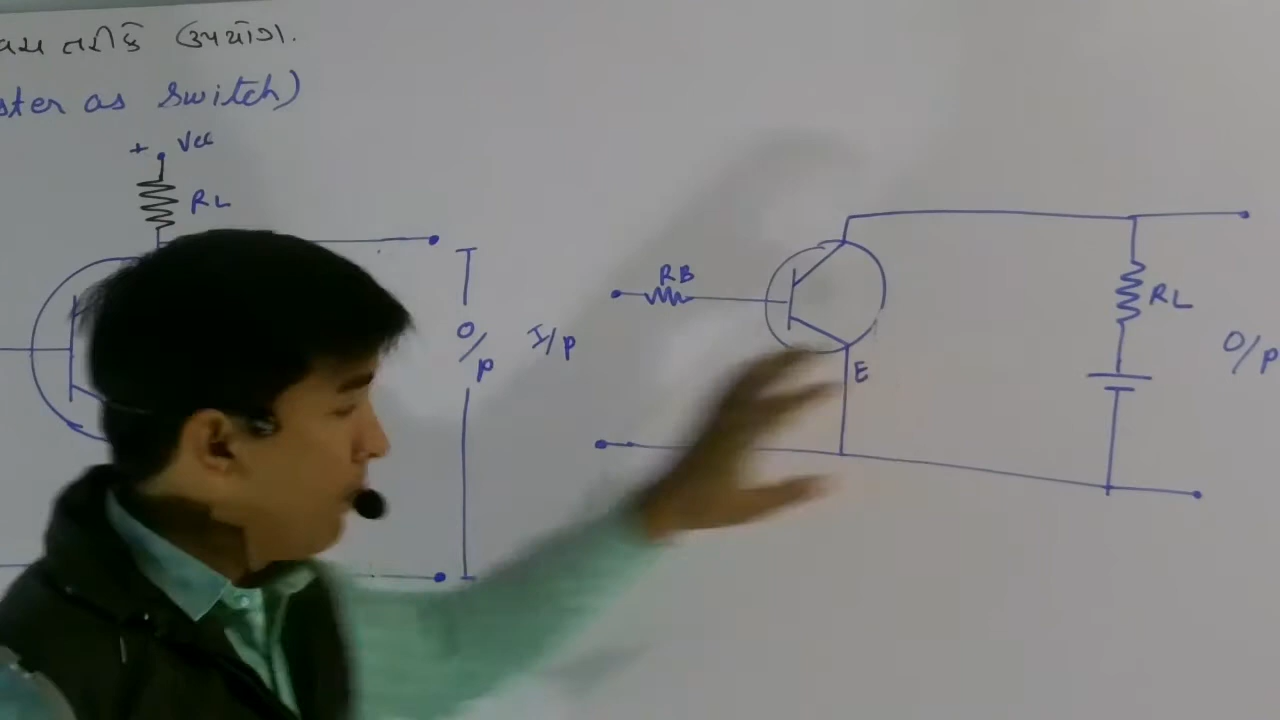 તરીકે ઉપયોગ.
ster as switch)
+ Vcc
RL
O/p
I/p
RB
E
RL
O/p